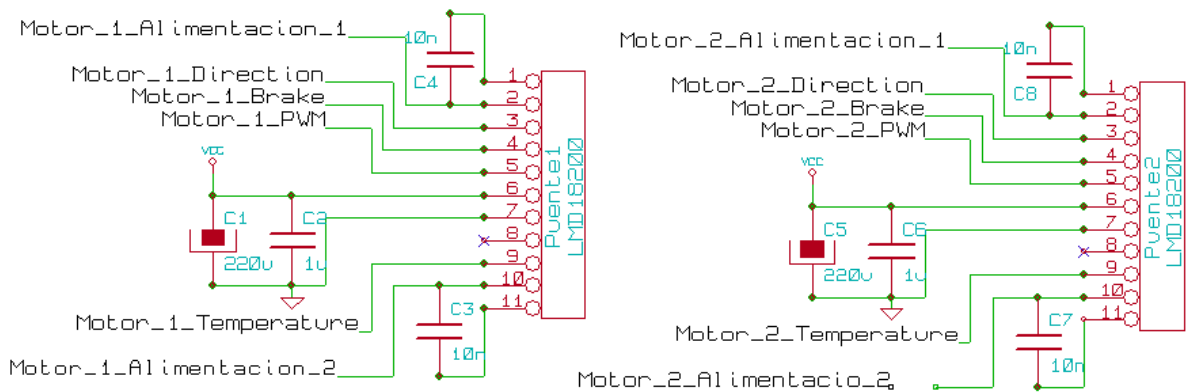 Motor_1_Alimentacion_1
10n
C4
Motor_1_Direction
Motor_1_Brake
Motor_1_PWM
VCC
C1
220u
C2
1u
1
2
3
4
5
6
7
8
9
10
11
Puente1
LMD18200
C3
10n
Motor_1_Temperature
Motor_1_Alimentacion_2
Motor_2_Alimentacion_1
10n
C8
Motor_2_Direction
Motor_2_Brake
Motor_2_PWM
VCC
C5
220u
C6
1u
1
2
3
4
5
6
7
8
9
10
11
Puente2
LMD18200
C7
10n
Motor_2_Temperature
Motor_2_Alimentacio_2